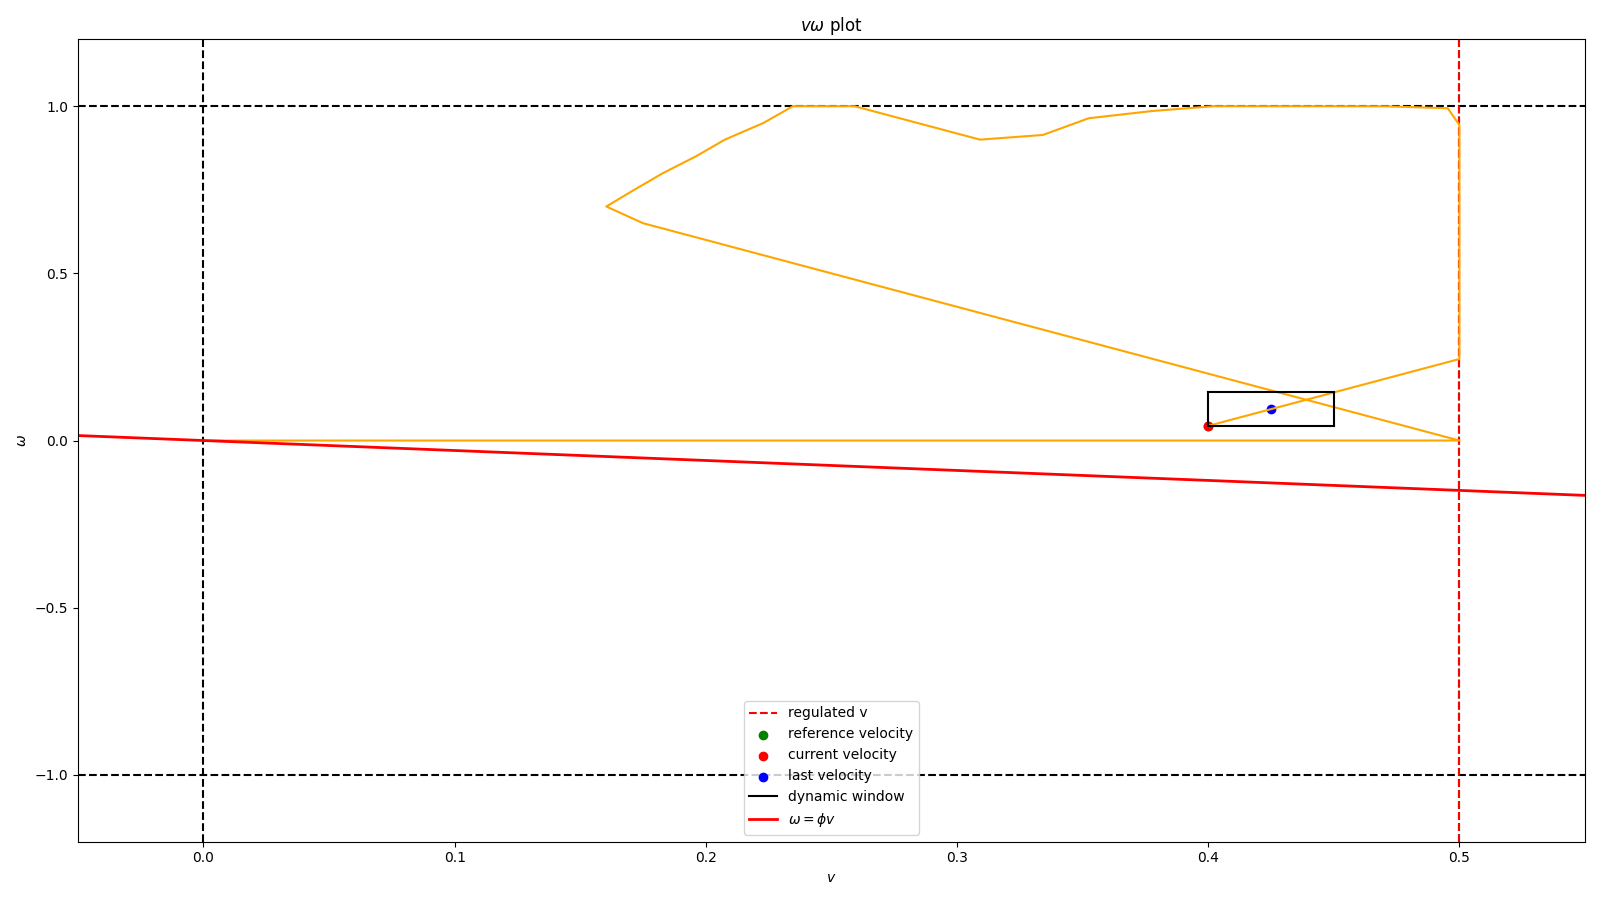 vω plot
1.0
0.5
0.0
−0.5
−1.0
ω
0.0 0.1 0.2 0.3 0.4 0.5
v
regulated v
reference velocity
current velocity
last velocity
dynamic window
ω = ϕv